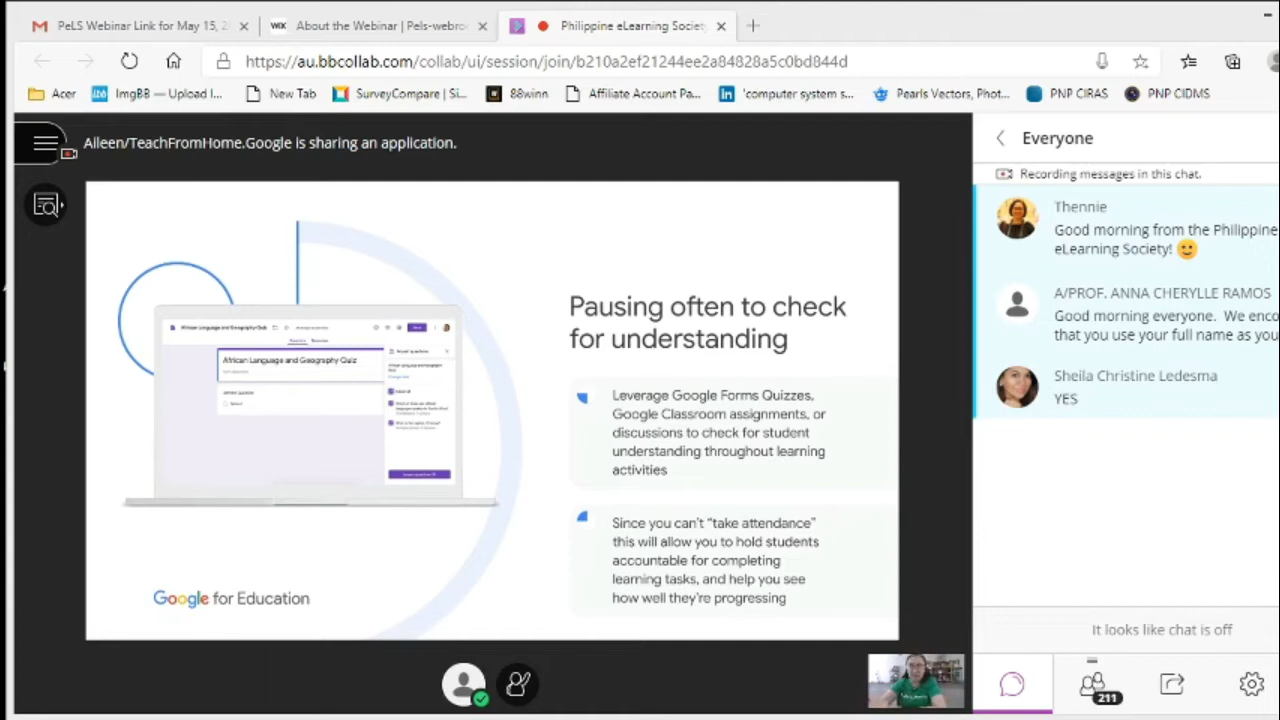 PeLS Webinar Link for May 15, 2
About the Webinar | Pels-webro
Philippine eLearning Societ
https://au.bbcollab.com/collab/ui/session/join/b210a2ef21244ee2a84828a5c0bd844d
Acer
ImgBB — Upload I...
New Tab
SurveyCompare | Si...
88winn
Affiliate Account Pa...
'computer system s...
Pearls Vectors, Phot...
PNP CIRAS
PNP CIDMS
Aileen/TeachFromHome.Google is sharing an application.
African Language and Geography Quiz
African Language and Geography Quiz
Pausing often to check
for understanding
Leverage Google Forms Quizzes,
Google Classroom assignments, or
discussions to check for student
understanding throughout learning
activities
Since you can't “take attendance”
this will allow you to hold students
accountable for completing
learning tasks, and help you see
how well they're progressing
Google for Education
Everyone
Recording messages in this chat.
Thennie
Good morning from the Philippine
eLearning Society!
A/PROF. ANNA CHERYLLE RAMOS
Good morning everyone. We enco
that you use your full name as you
Sheila Christine Ledesma
YES
It looks like chat is off
211